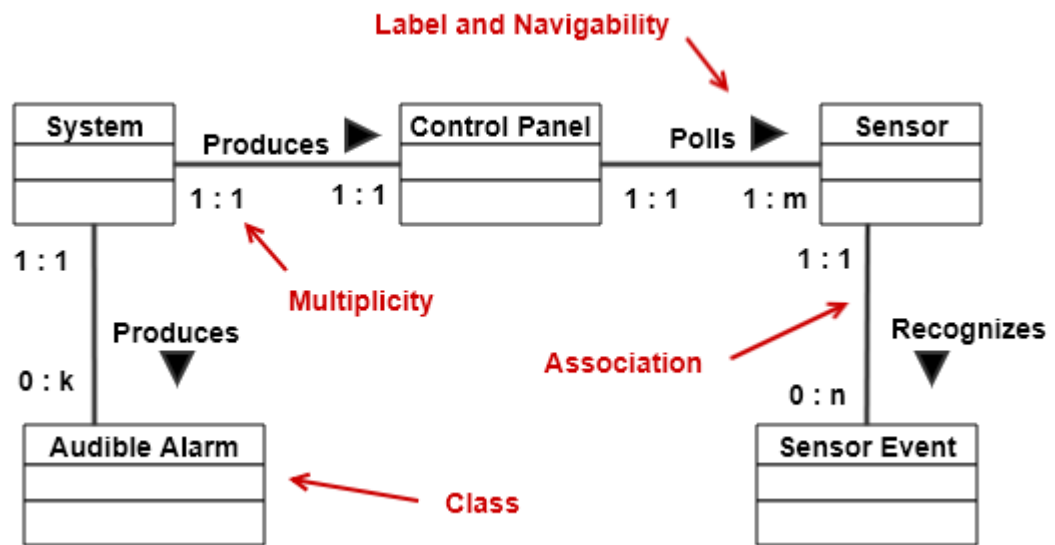 Label and Navigability
System
Produces
Control Panel
Polls
Sensor
1 : 1
1 : 1
1 : 1
1 : m
1 : 1
Multiplicity
1 : 1
Produces
Association
Recognizes
0 : k
0 : n
Audible Alarm
Sensor Event
Class